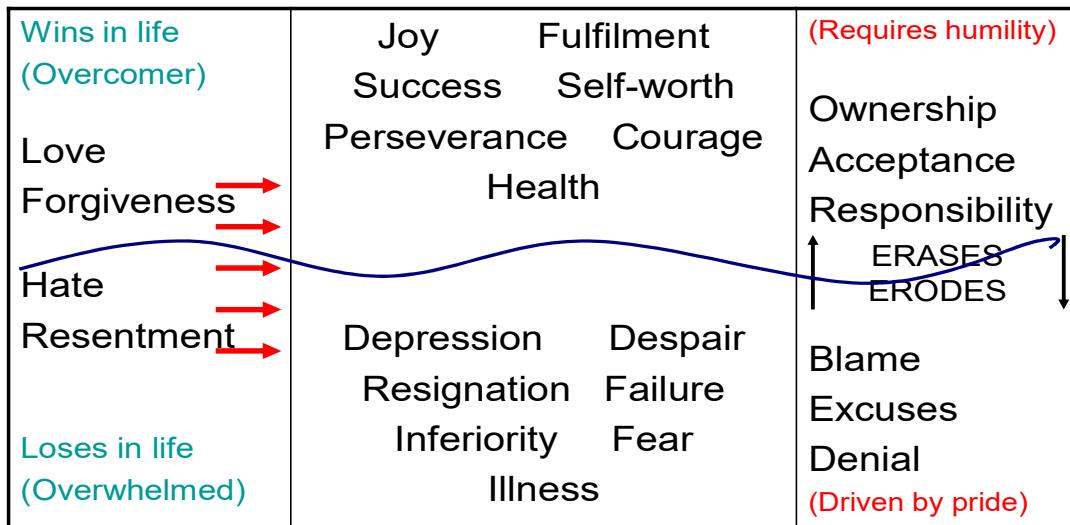 Wins in life
(Overcomer)
Love
Forgiveness
Hate
Resentment
Loses in life
(Overwhelmed)
Joy Fulfilment
Success Self-worth
Perseverance Courage
Health
Depression Despair
Resignation Failure
Inferiority Fear
Illness
(Requires humility)
Ownership
Acceptance
Responsibility
ERASES
ERODES
Blame
Excuses
Denial
(Driven by pride)